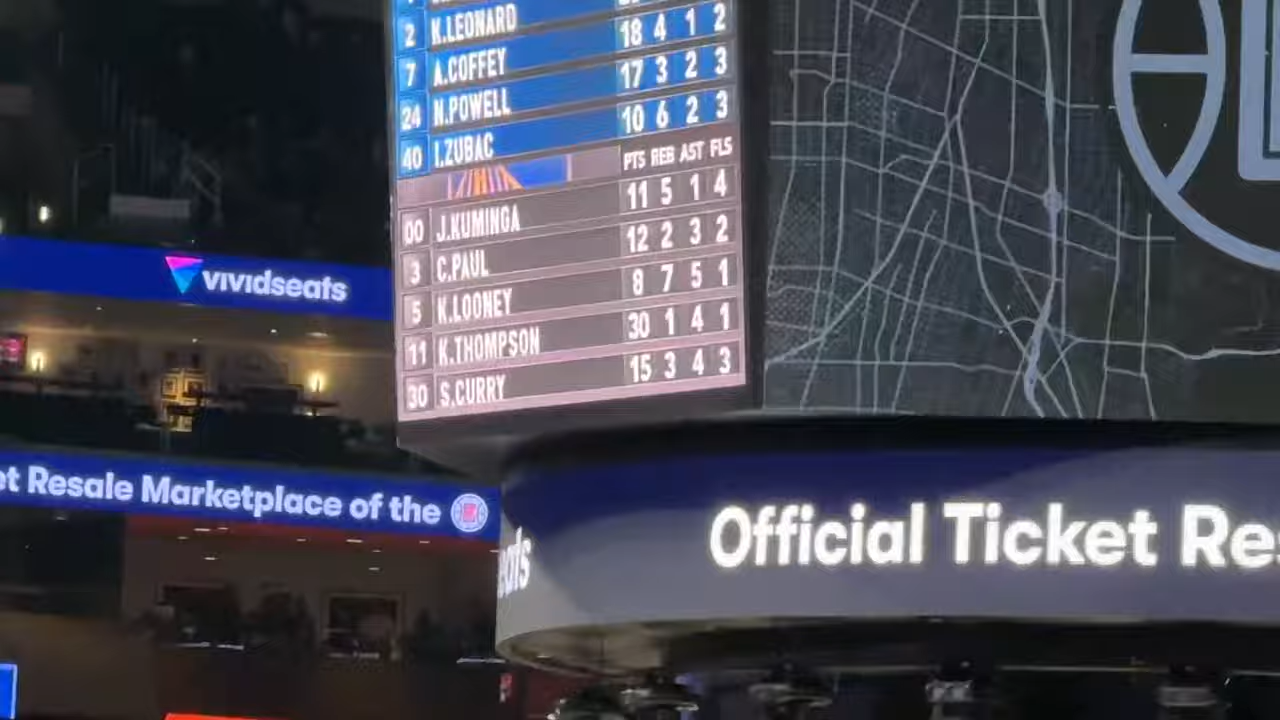 2 K.LEONARD
7 A.COFFEY 18 4 1 2
24 N.POWELL 17 3 2 3
40 I.ZUBAC 10 6 2 3
PTS REB AST FLS
00 J.KUMINGA 11 5 1 4
3 C.PAUL 12 2 3 2
5 K.LOONEY 8 7 5 1
11 K.THOMPSON 30 1 4 1
30 S.CURRY 15 3 4 3
vividseats
et Resale Marketplace of the
eats
Official Ticket Res